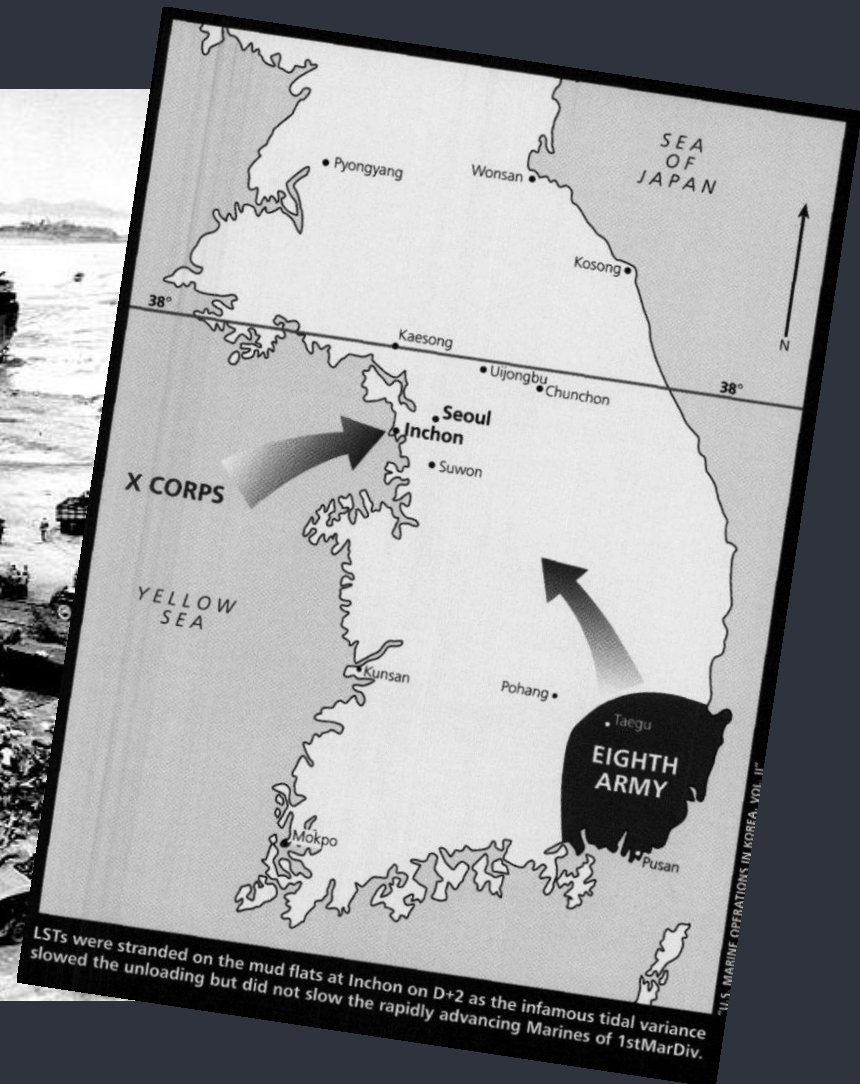 SEA
OF
JAPAN
Pyongyang
Wonsan
Kosong
N
38°
38°
Kaesong
Uijongbu
Chunchon
Seoul
Inchon
Suwon
X CORPS
YELLOW
SEA
Kunsan
Pohang
Taegu
EIGHTH
ARMY
Mokpo
Pusan
"U.S. MARINE OPERATIONS IN KOREA, VOL. II"
LSTs were stranded on the mud flats at Inchon on D+2 as the infamous tidal variance
slowed the unloading but did not slow the rapidly advancing Marines of 1stMarDiv.